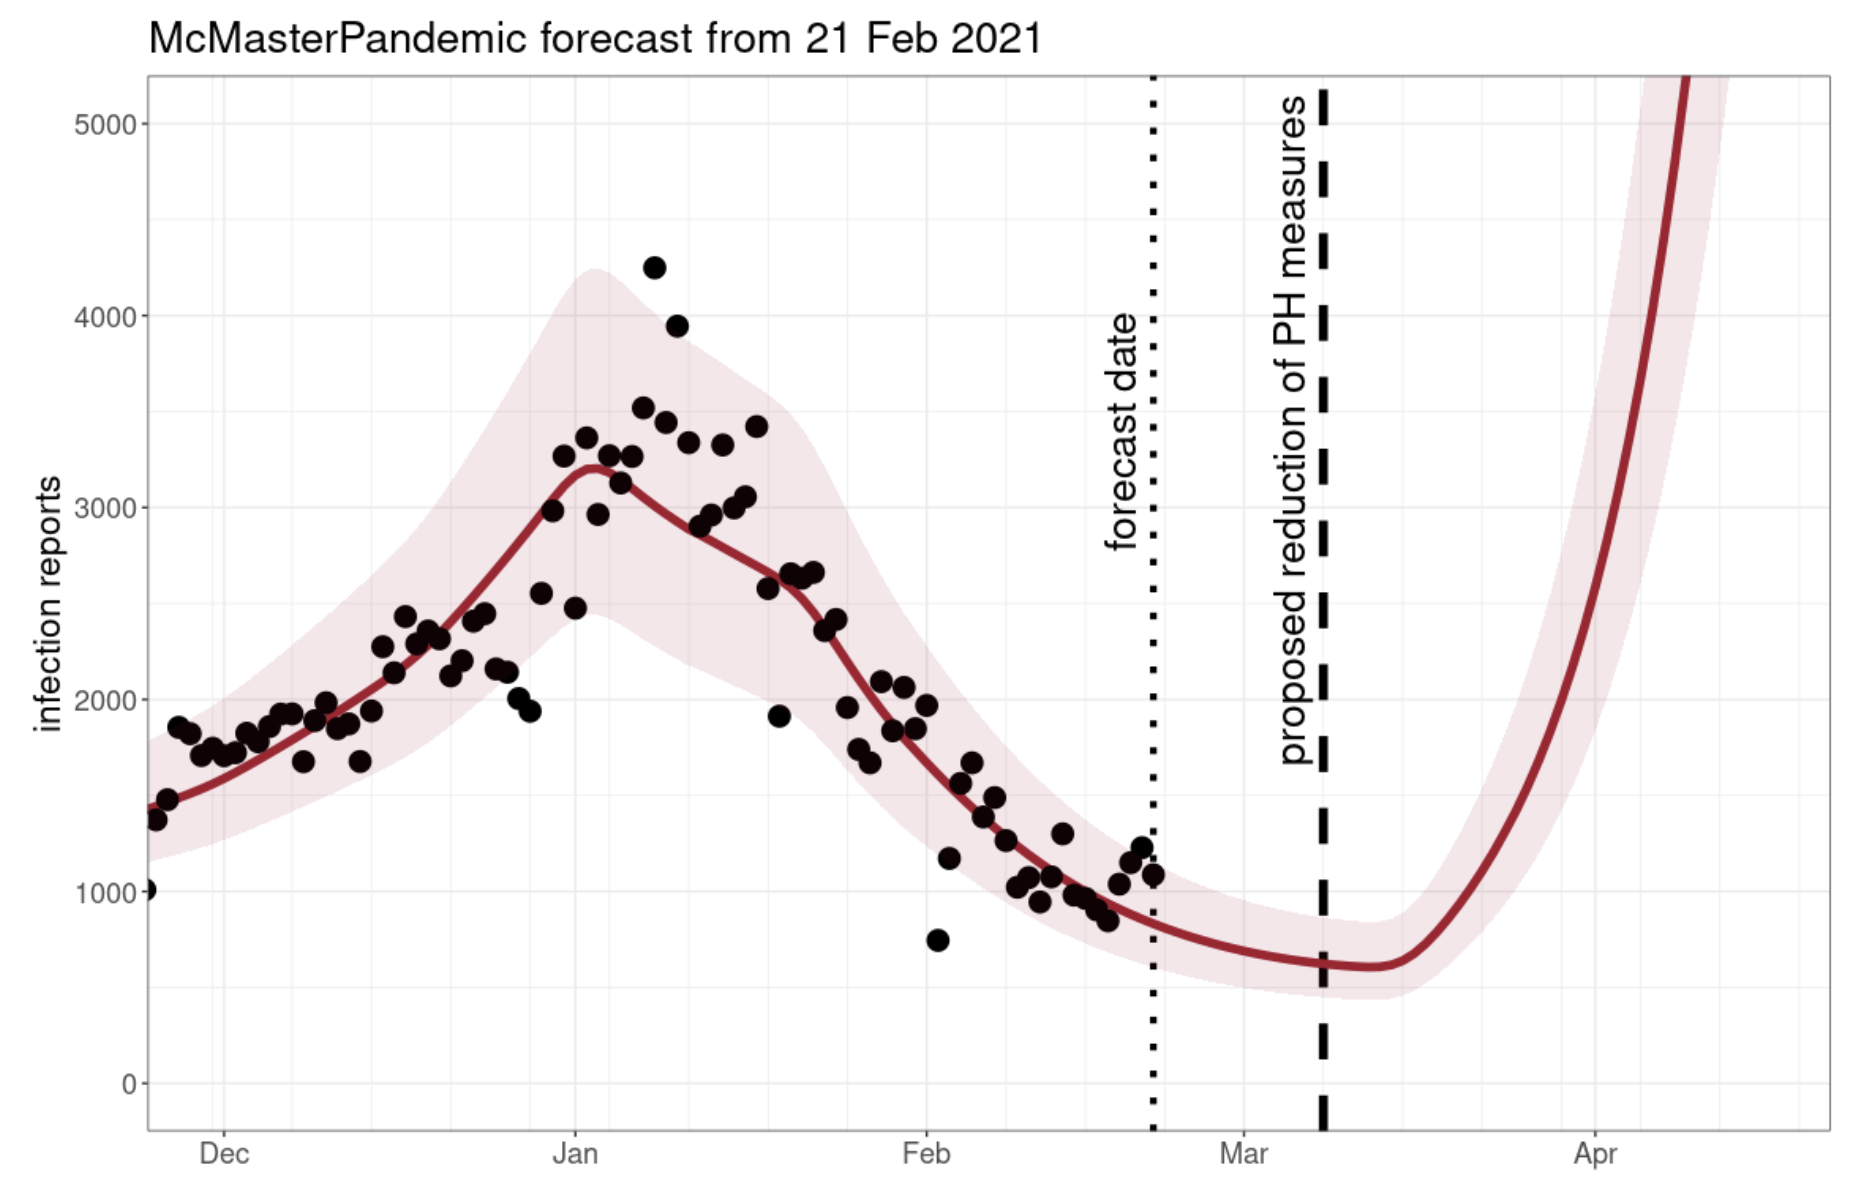 McMasterPandemic forecast from 21 Feb 2021
infection reports
5000
4000
3000
2000
1000
0
forecast date
proposed reduction of PH measures
Dec
Jan
Feb
Mar
Apr